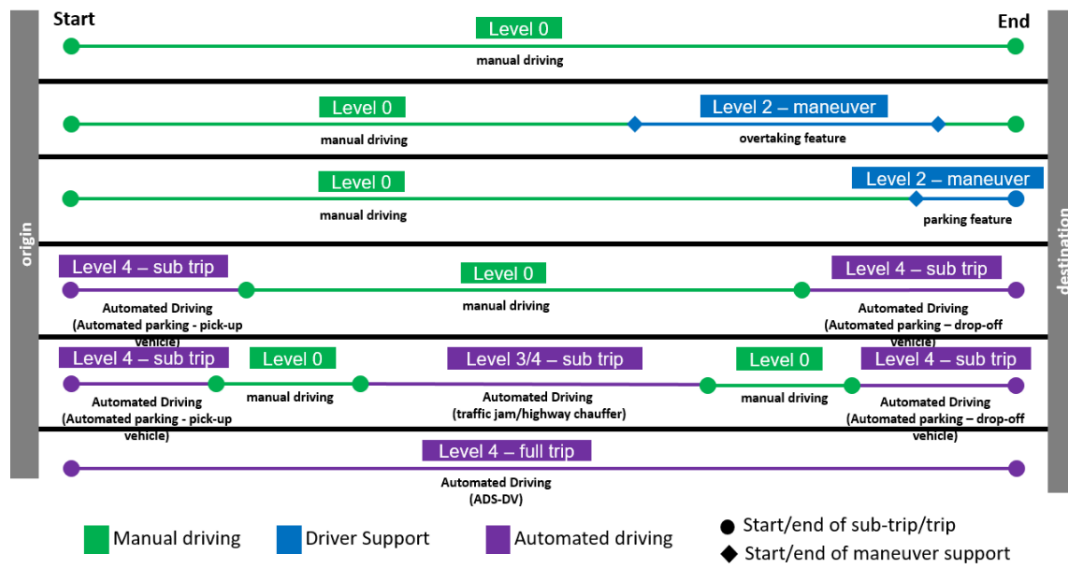 Start
End
Level 0
manual driving
Level 0
Level 2 – maneuver
manual driving
overtaking feature
Level 0
Level 2 – maneuver
manual driving
parking feature
origin
destination
Level 4 – sub trip
Level 0
Level 4 – sub trip
Automated Driving
(Automated parking - pick-up
vehicle)
manual driving
Automated Driving
(Automated parking – drop-off
vehicle)
Level 4 – sub trip
Level 0
Level 3/4 – sub trip
Level 0
Level 4 – sub trip
Automated Driving
(Automated parking - pick-up
vehicle)
manual driving
Automated Driving
(traffic jam/highway chauffer)
manual driving
Automated Driving
(Automated parking – drop-off
vehicle)
Level 4 – full trip
Automated Driving
(ADS-DV)
Manual driving
Driver Support
Automated driving
Start/end of sub-trip/trip
Start/end of maneuver support